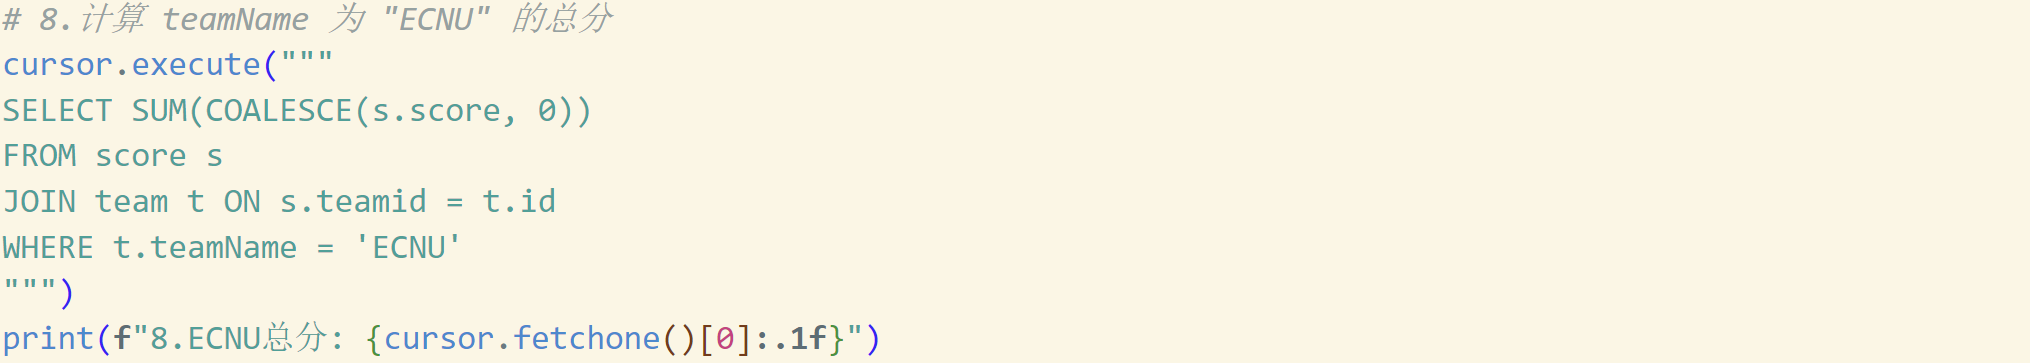 # 8.计算 teamName 为 "ECNU" 的总分
cursor.execute("""
SELECT SUM(COALESCE(s.score, 0))
FROM score s
JOIN team t ON s.teamid = t.id
WHERE t.teamName = 'ECNU'
""")
print(f"8.ECNU总分: {cursor.fetchone()[0]:.1f}")